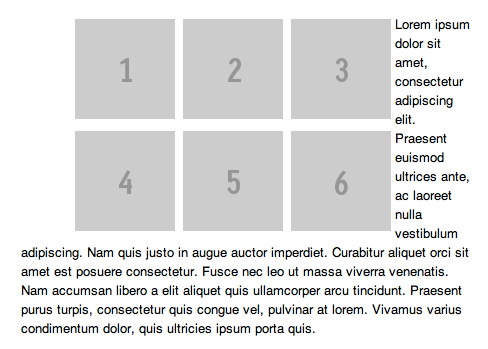 1 2 3
4 5 6
Lorem ipsum
dolor sit
amet,
consectetur
adipiscing
elit.
Praesent
euismod
ultrices ante,
ac laoreet
nulla
vestibulum
adipiscing. Nam quis justo in augue auctor imperdiet. Curabitur aliquet orci sit
amet est posuere consectetur. Fusce nec leo ut massa viverra venenatis.
Nam accumsan libero a elit aliquet quis ullamcorper arcu tincidunt. Praesent
purus turpis, consectetur quis congue vel, pulvinar at lorem. Vivamus varius
condimentum dolor, quis ultricies ipsum porta quis.